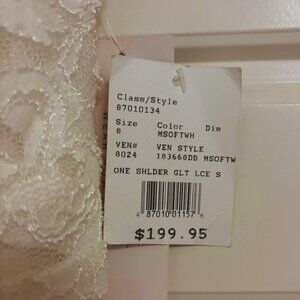 Class/Style
87010134
Size Color Dim
8 MSOFTWH
VEN# VEN STYLE
8024 183668DB MSOFTW
ONE SHLDER GLT LCE S
4 87010 01157 6
$199.95